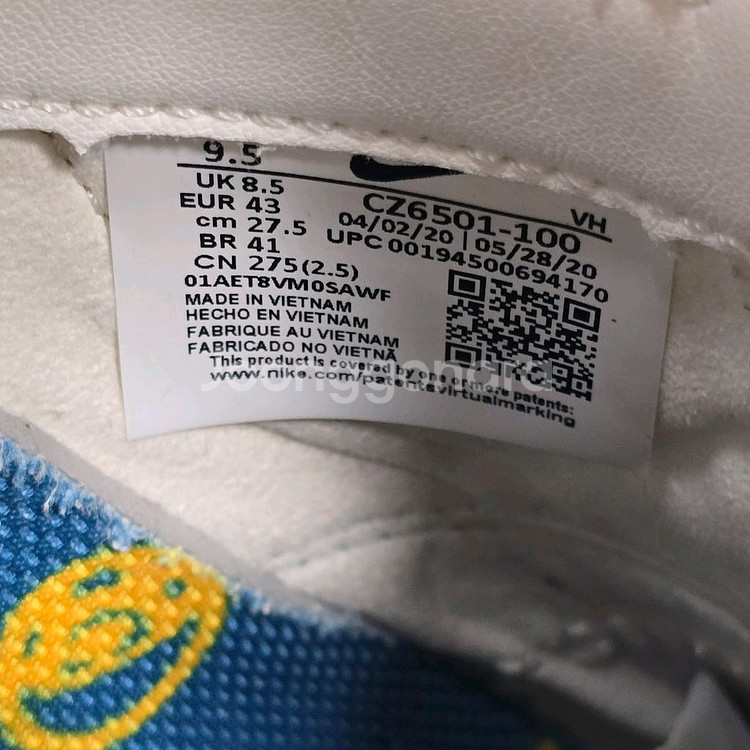 9.5
UK 8.5
EUR 43
cm 27.5
BR 41
CN 275(2.5)
01AET8VM0SAWF
MADE IN VIETNAM
HECHO EN VIETNAM
FABRIQUE AU VIETNAM
FABRICADO NO VIETNÃ
VH
CZ6501-100
04/02/20 | 05/28/20
UPC 00194500694170
This product is covered by one or more patents:
www.nike.com/patentsvirtualmarking
Joonggonara